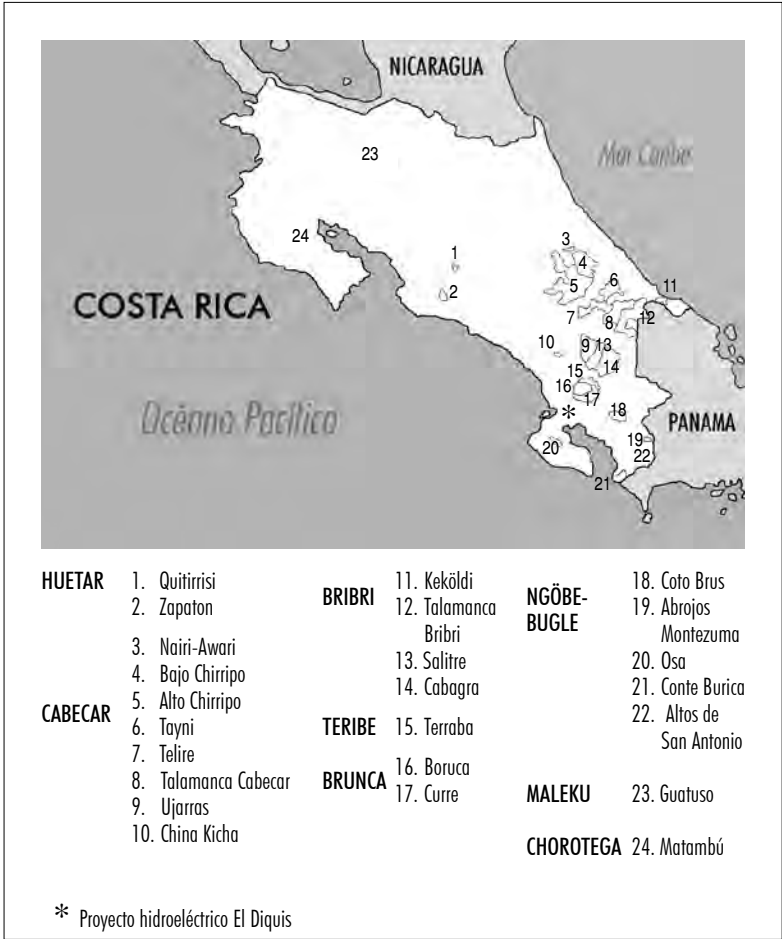 NICARAGUA
Mar Caribe
23
24
1
2
3
4
5
6
7
8
9
10
11
12
13
14
15
16
17
18
19
20
21
22
*
COSTA RICA
Océano Pacífico
PANAMA
HUETAR
1. Quitirrisi
2. Zapaton
CABECAR
3. Nairi-Awari
4. Bajo Chirripo
5. Alto Chirripo
6. Tayni
7. Telire
8. Talamanca Cabecar
9. Ujarras
10. China Kicha
BRIBRI
11. Keköldi
12. Talamanca
Bribri
13. Salitre
14. Cabagra
TERIBE
15. Terraba
BRUNCA
16. Boruca
17. Curre
NGÖBE-
BUGLE
18. Coto Brus
19. Abrojos
Montezuma
20. Osa
21. Conte Burica
22. Altos de
San Antonio
MALEKU
23. Guatuso
CHOROTEGA
24. Matambú
* Proyecto hidroeléctrico El Diquis